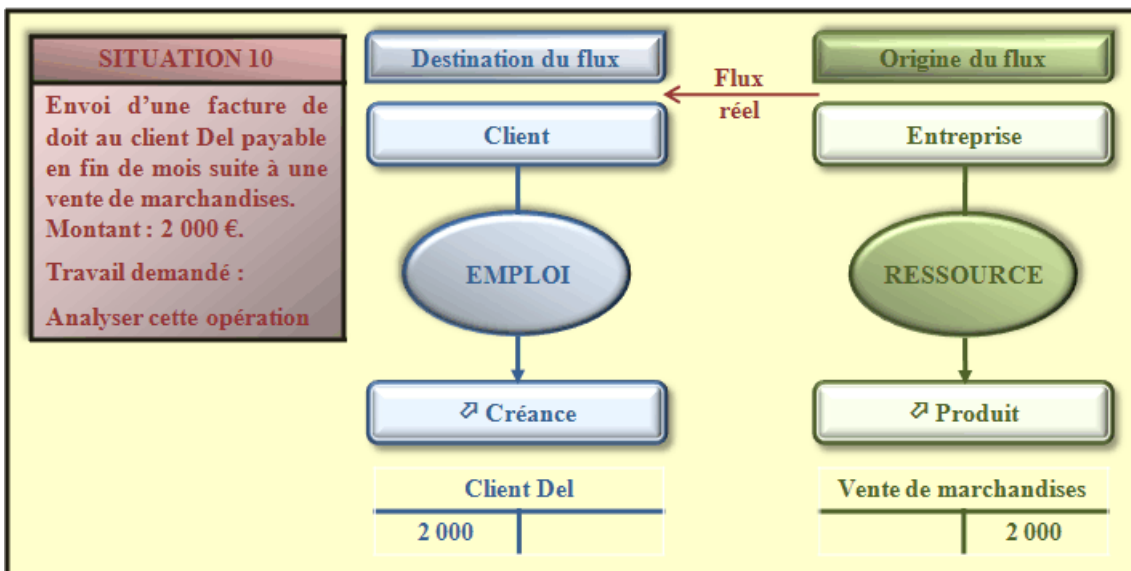 SITUATION 10
Envoi d'une facture de
doit au client Del payable
en fin de mois suite à une
vente de marchandises.
Montant : 2 000 €.
Travail demandé :
Analyser cette opération
Destination du flux
Origine du flux
Flux
réel
Client
Entreprise
EMPLOI
RESSOURCE
⬀ Créance
⬀ Produit
Client Del
Vente de marchandises
2 000
2 000